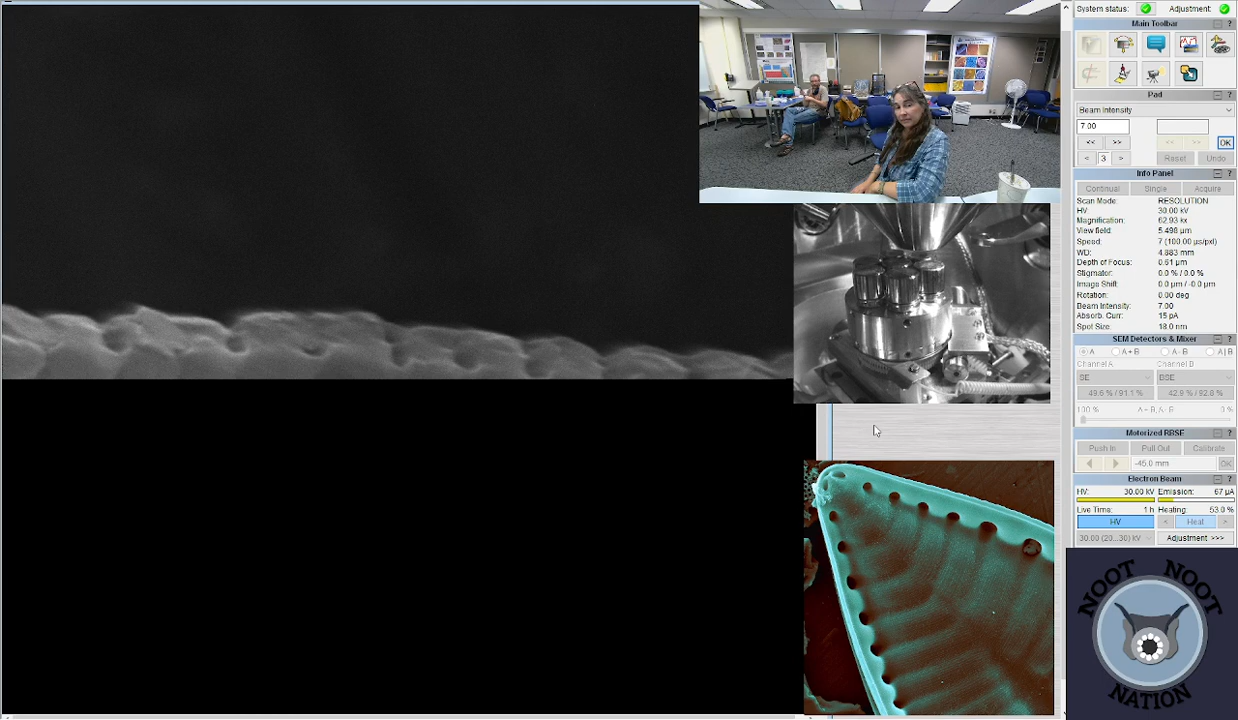 System status: Adjustment:
Main Toolbar
Pad
Beam Intensity
7.00
<< >> << >> OK
< 3 > Reset Undo
Info Panel
Continual Single Acquire
Scan Mode: RESOLUTION
HV: 30.00 kV
Magnification: 62.93 kx
View field: 5.498 µm
Speed: 7 (100.00 µs/pxl)
WD: 4.883 mm
Depth of Focus: 0.61 µm
Stigmator: 0.0 % / 0.0 %
Image Shift: 0.0 µm / -0.0 µm
Rotation: 0.00 deg
Beam Intensity: 7.00
Absorb. Curr: 15 pA
Spot Size: 18.0 nm
SEM Detectors & Mixer
A A + B A - B A | B
Channel A Channel B
SE BSE
49.6 % / 91.1 % 42.9 % / 92.8 %
100 % A + B, A - B 0 %
Motorized RBSE
Push In Pull Out Calibrate
-45.0 mm OK
Electron Beam
HV: 30.00 kV Emission: 67 µA
Live Time: 1 h Heating: 53.0 %
HV < Heat >
30.00 (20...30) kV Adjustment >>>
NOOT NOOT
NATION